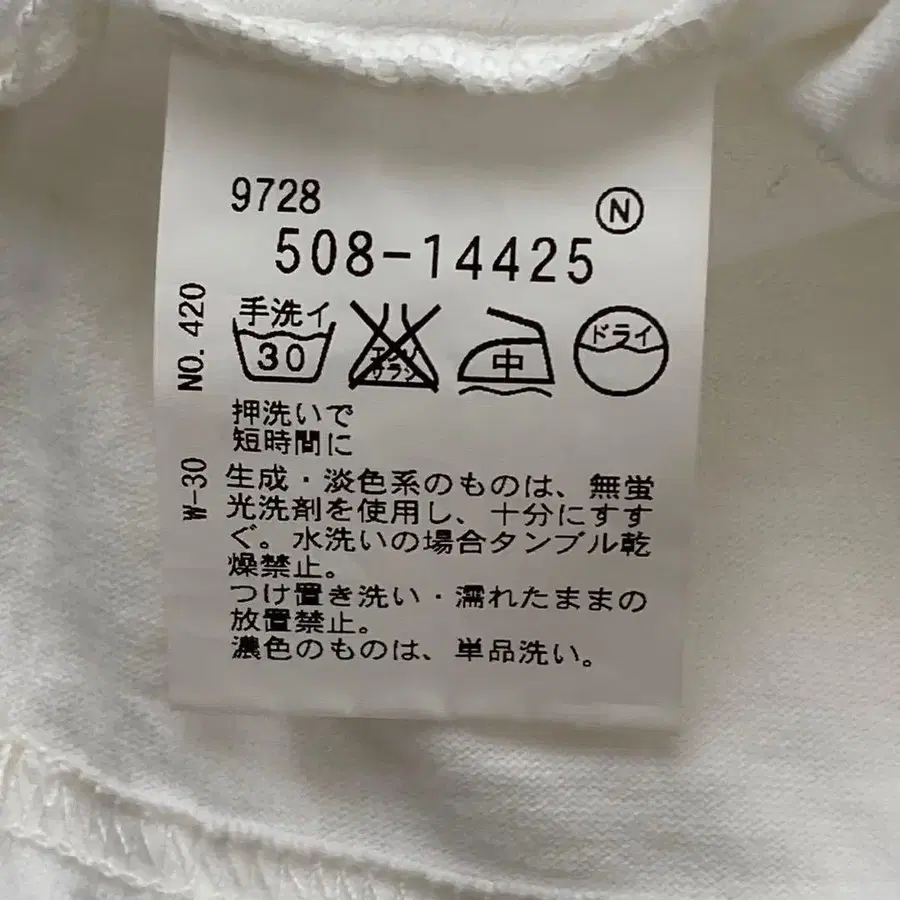 9728
N
508-14425
手洗イ
30
エンソ
サラシ
中
ドライ
NO. 420
W-30
押洗いで
短時間に
生成・淡色系のものは、無蛍
光洗剤を使用し、十分にすす
ぐ。水洗いの場合タンブル乾
燥禁止。
つけ置き洗い・濡れたままの
放置禁止。
濃色のものは、単品洗い。